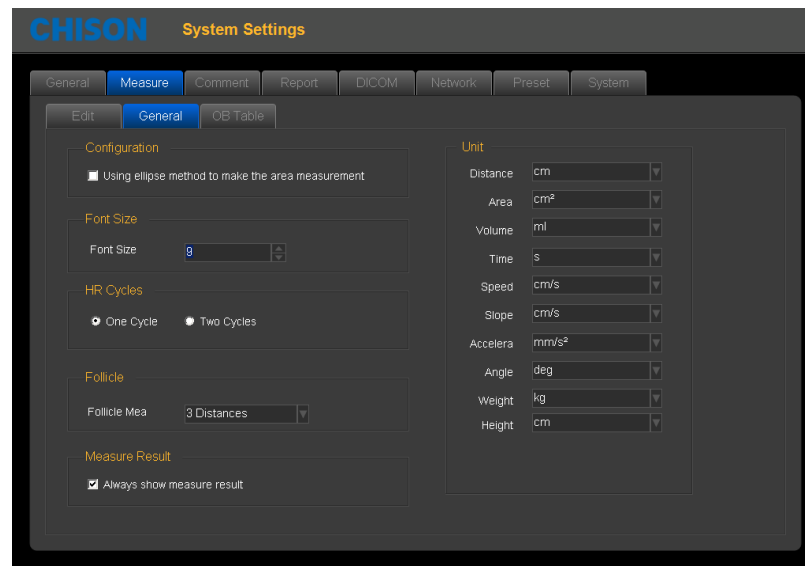 CHISON System Settings
General Measure Comment Report DICOM Network Preset System
Edit General OB Table
Configuration
Using ellipse method to make the area measurement
Font Size
Font Size 9
HR Cycles
One Cycle Two Cycles
Follicle
Follicle Mea 3 Distances
Measure Result
Always show measure result
Unit
Distance cm
Area cm²
Volume ml
Time s
Speed cm/s
Slope cm/s
Accelera mm/s²
Angle deg
Weight kg
Height cm